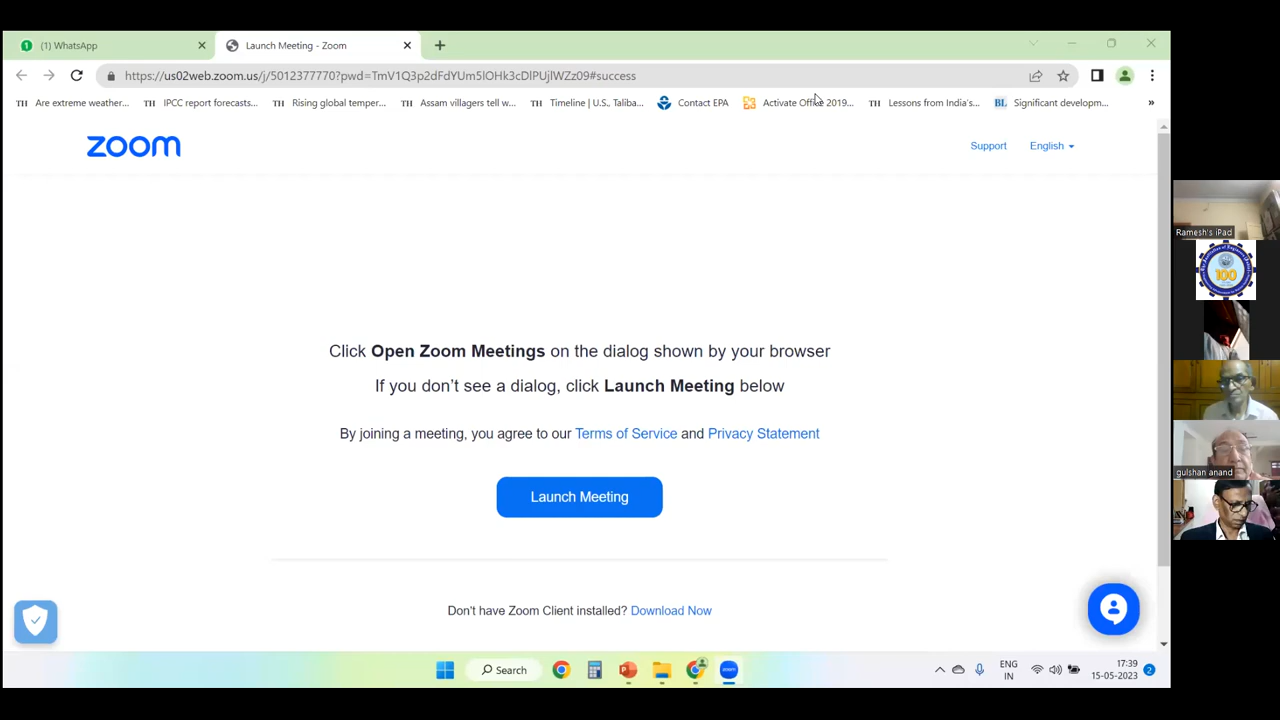 (1) WhatsApp
Launch Meeting - Zoom
https://us02web.zoom.us/j/5012377770?pwd=TmV1Q3p2dFdYUm5lOHk3cDlPUjlWZz09#success
Are extreme weather...
IPCC report forecasts...
Rising global temper...
Assam villagers tell w...
Timeline | U.S., Taliba...
Contact EPA
Activate Office 2019...
Lessons from India's...
Significant developm...
zoom
Support
English
Click Open Zoom Meetings on the dialog shown by your browser
If you don't see a dialog, click Launch Meeting below
By joining a meeting, you agree to our Terms of Service and Privacy Statement
Launch Meeting
Don't have Zoom Client installed? Download Now
Ramesh's iPad
100
gulshan anand
Search
zoom
ENG
IN
17:39
15-05-2023
2